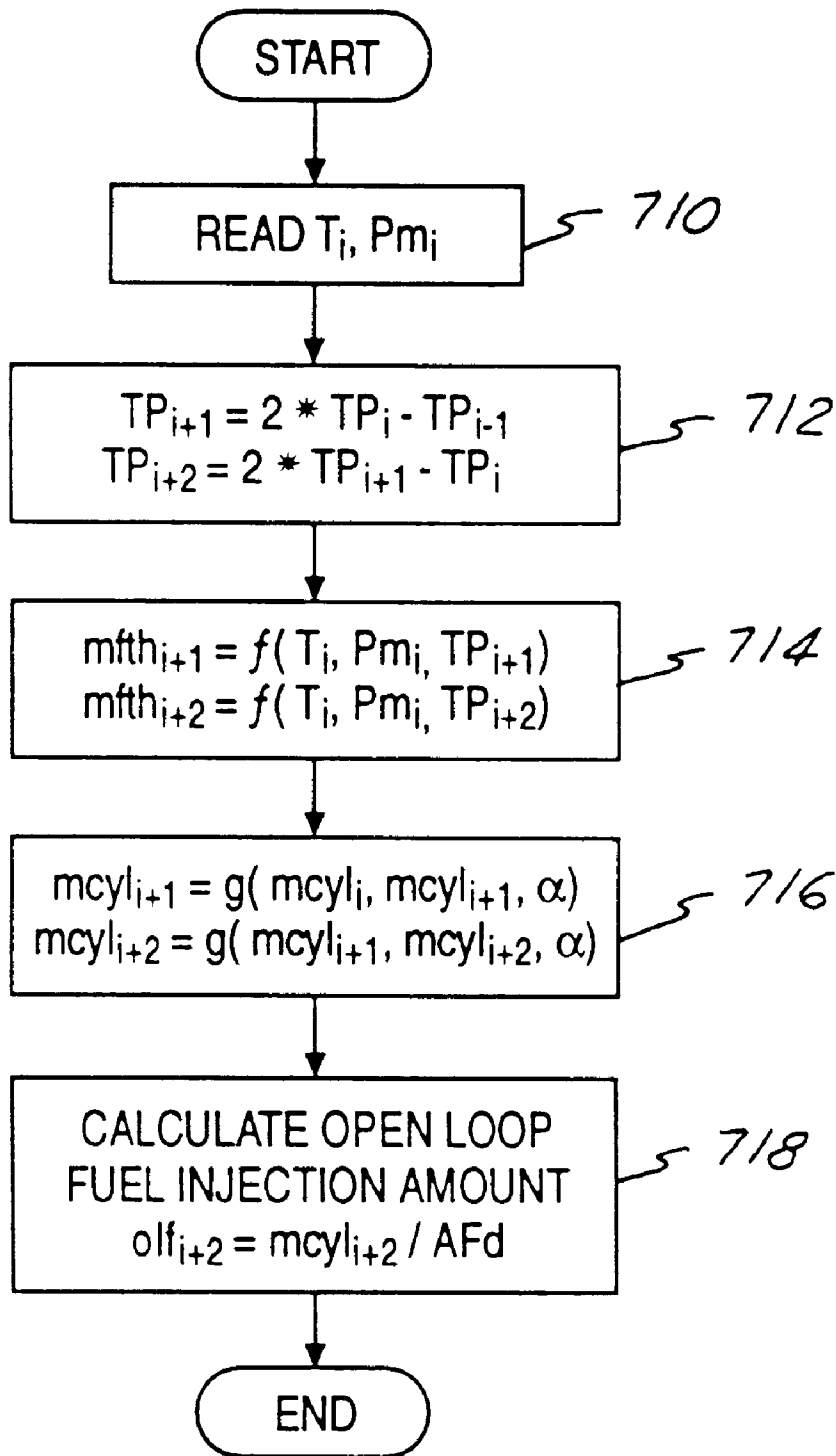 START
READ Tᵢ, Pmᵢ
710
TPᵢ₊₁ = 2 * TPᵢ - TPᵢ₋₁
TPᵢ₊₂ = 2 * TPᵢ₊₁ - TPᵢ
712
mfthᵢ₊₁ = f( Tᵢ, Pmᵢ, TPᵢ₊₁)
mfthᵢ₊₂ = f( Tᵢ, Pmᵢ, TPᵢ₊₂)
714
mcylᵢ₊₁ = g( mcylᵢ, mcylᵢ₊₁, α)
mcylᵢ₊₂ = g( mcylᵢ₊₁, mcylᵢ₊₂, α)
716
CALCULATE OPEN LOOP
FUEL INJECTION AMOUNT
olfᵢ₊₂ = mcylᵢ₊₂ / AFd
718
END